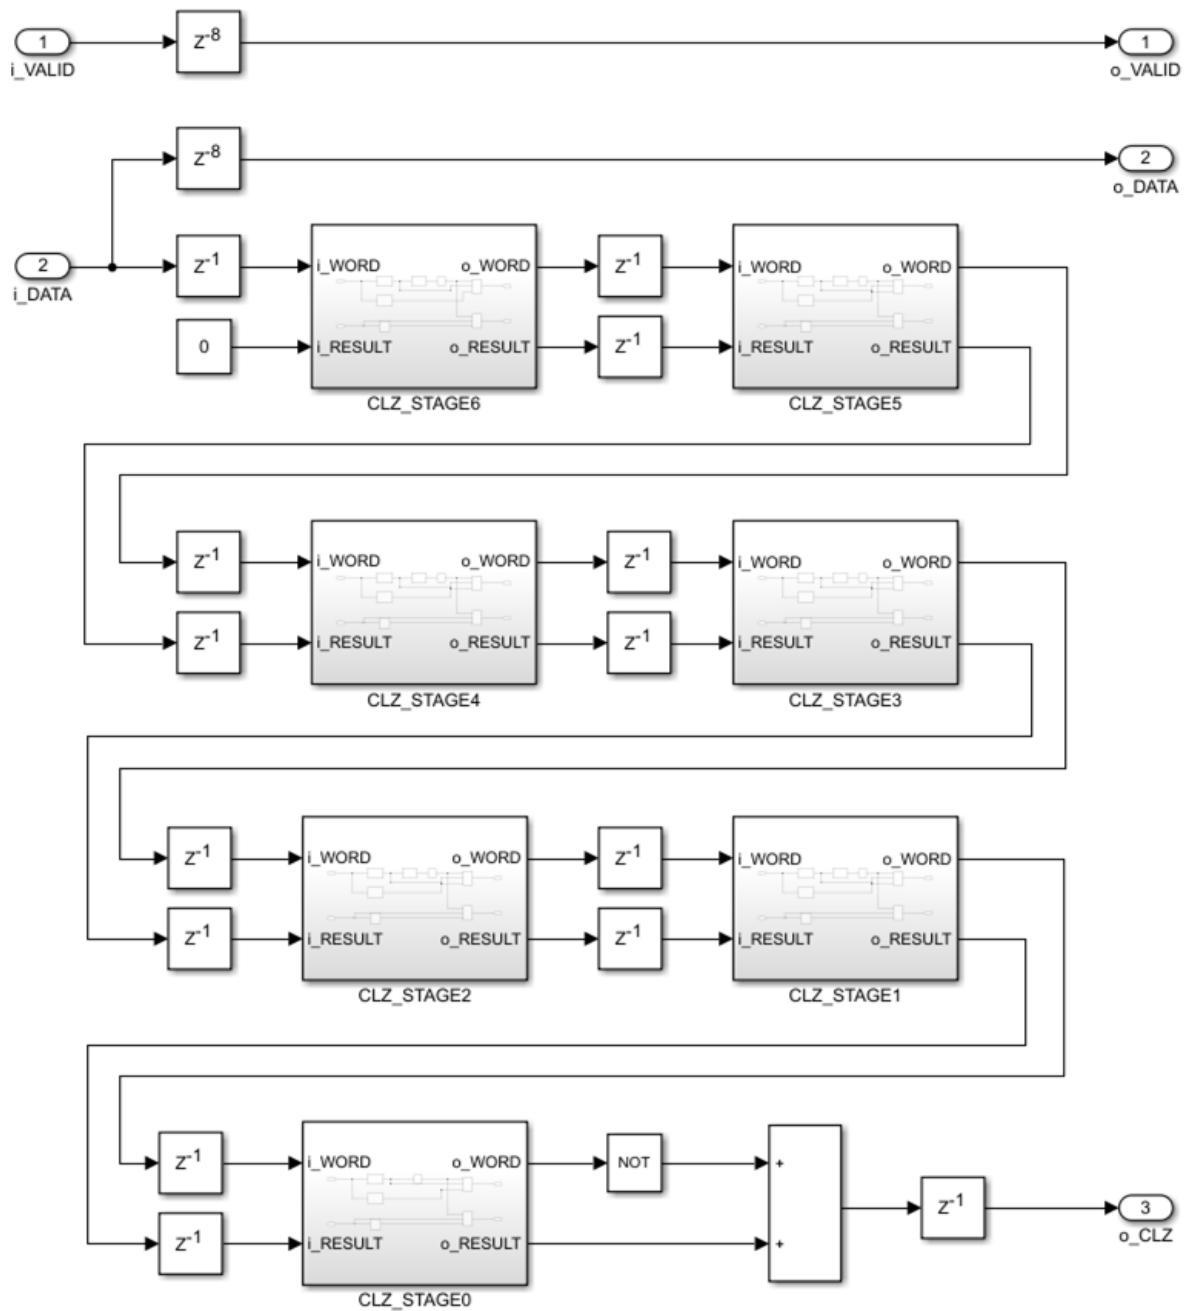 1 Z-8 1
i_VALID o_VALID
Z-8 2
o_DATA
2 Z-1 i_WORD o_WORD Z-1 i_WORD o_WORD
i_DATA
0 i_RESULT o_RESULT Z-1 i_RESULT o_RESULT
CLZ_STAGE6 CLZ_STAGE5
Z-1 i_WORD o_WORD Z-1 i_WORD o_WORD
Z-1 i_RESULT o_RESULT Z-1 i_RESULT o_RESULT
CLZ_STAGE4 CLZ_STAGE3
Z-1 i_WORD o_WORD Z-1 i_WORD o_WORD
Z-1 i_RESULT o_RESULT Z-1 i_RESULT o_RESULT
CLZ_STAGE2 CLZ_STAGE1
Z-1 i_WORD o_WORD NOT +
Z-1 3
o_CLZ
Z-1 i_RESULT o_RESULT +
CLZ_STAGE0